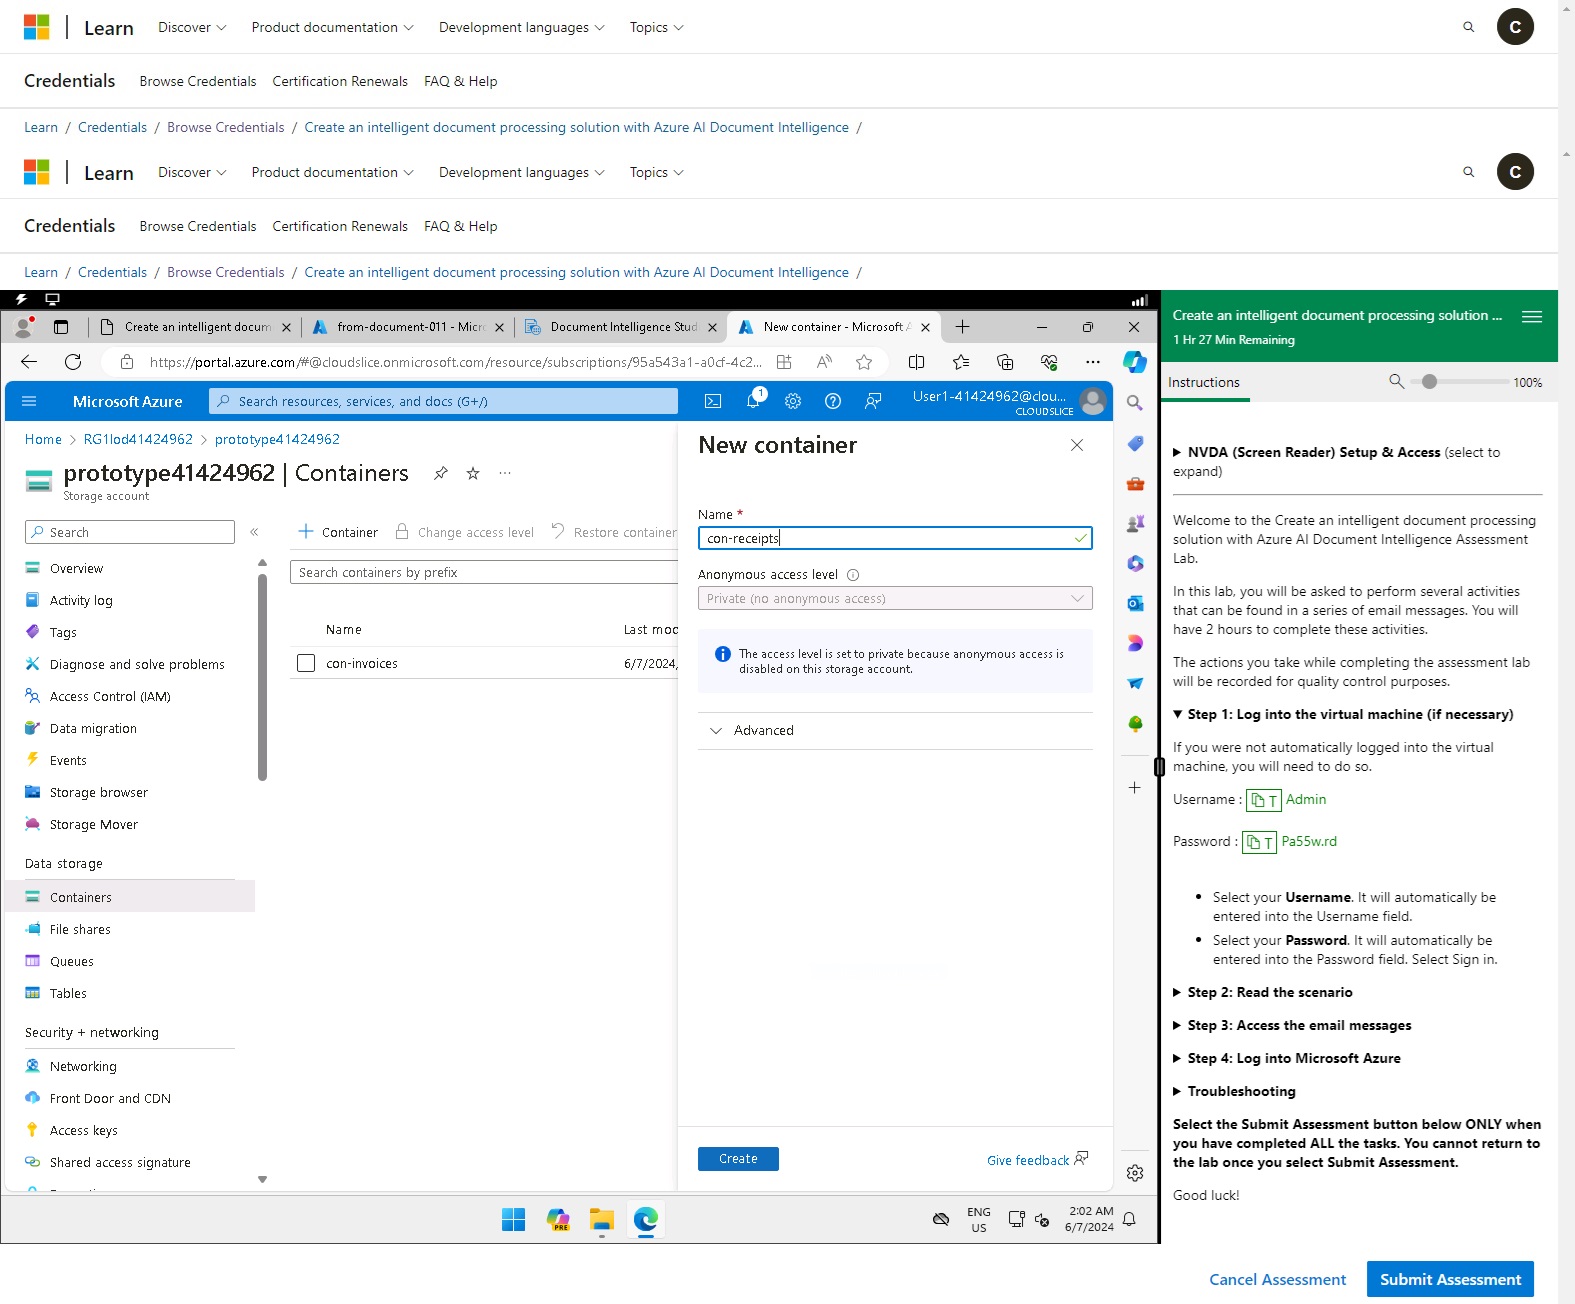 Learn Discover Product documentation Development languages Topics C
Credentials Browse Credentials Certification Renewals FAQ & Help
Learn / Credentials / Browse Credentials / Create an intelligent document processing solution with Azure AI Document Intelligence /
Learn Discover Product documentation Development languages Topics C
Credentials Browse Credentials Certification Renewals FAQ & Help
Learn / Credentials / Browse Credentials / Create an intelligent document processing solution with Azure AI Document Intelligence /
Create an intelligent docum from-document-011 - Micr Document Intelligence Stud New container - Microsoft A
https://portal.azure.com/#@cloudslice.onmicrosoft.com/resource/subscriptions/95a543a1-a0cf-4c2...
Microsoft Azure Search resources, services, and docs (G+/) 1 User1-41424962@clou...
CLOUDSLICE
Home > RG1lod41424962 > prototype41424962
prototype41424962 | Containers
Storage account
Search
Overview
Activity log
Tags
Diagnose and solve problems
Access Control (IAM)
Data migration
Events
Storage browser
Storage Mover
Data storage
Containers
File shares
Queues
Tables
Security + networking
Networking
Front Door and CDN
Access keys
Shared access signature
Container Change access level Restore container
Search containers by prefix
Name Last mod
con-invoices 6/7/2024,
New container
Name *
con-receipts
Anonymous access level
Private (no anonymous access)
The access level is set to private because anonymous access is
disabled on this storage account.
Advanced
Create Give feedback
PRE
ENG
US
2:02 AM
6/7/2024
Create an intelligent document processing solution ...
1 Hr 27 Min Remaining
Instructions 100%
NVDA (Screen Reader) Setup & Access (select to
expand)
Welcome to the Create an intelligent document processing
solution with Azure AI Document Intelligence Assessment
Lab.
In this lab, you will be asked to perform several activities
that can be found in a series of email messages. You will
have 2 hours to complete these activities.
The actions you take while completing the assessment lab
will be recorded for quality control purposes.
Step 1: Log into the virtual machine (if necessary)
If you were not automatically logged into the virtual
machine, you will need to do so.
Username : T Admin
Password : T Pa55w.rd
• Select your Username. It will automatically be
entered into the Username field.
• Select your Password. It will automatically be
entered into the Password field. Select Sign in.
Step 2: Read the scenario
Step 3: Access the email messages
Step 4: Log into Microsoft Azure
Troubleshooting
Select the Submit Assessment button below ONLY when
you have completed ALL the tasks. You cannot return to
the lab once you select Submit Assessment.
Good luck!
Cancel Assessment Submit Assessment